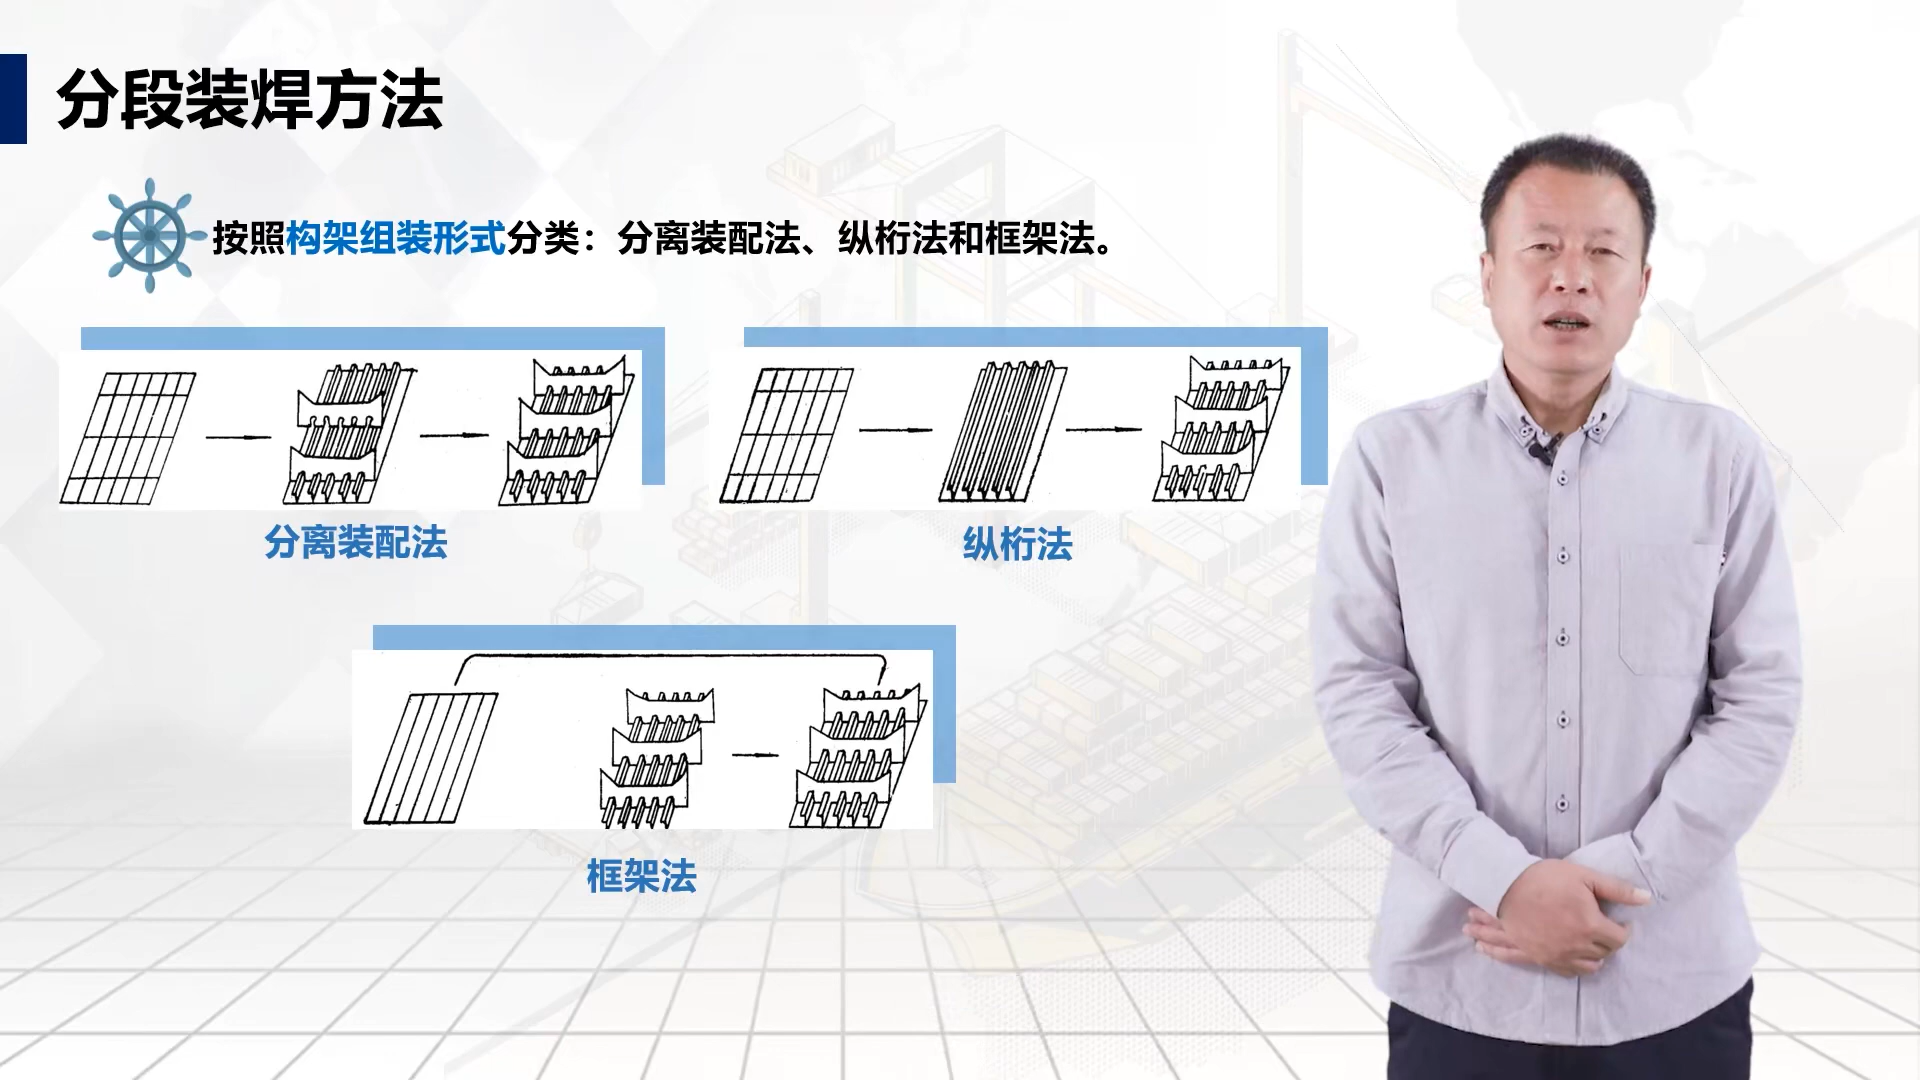 分段装焊方法
按照构架组装形式分类：分离装配法、纵桁法和框架法。
分离装配法
纵桁法
框架法